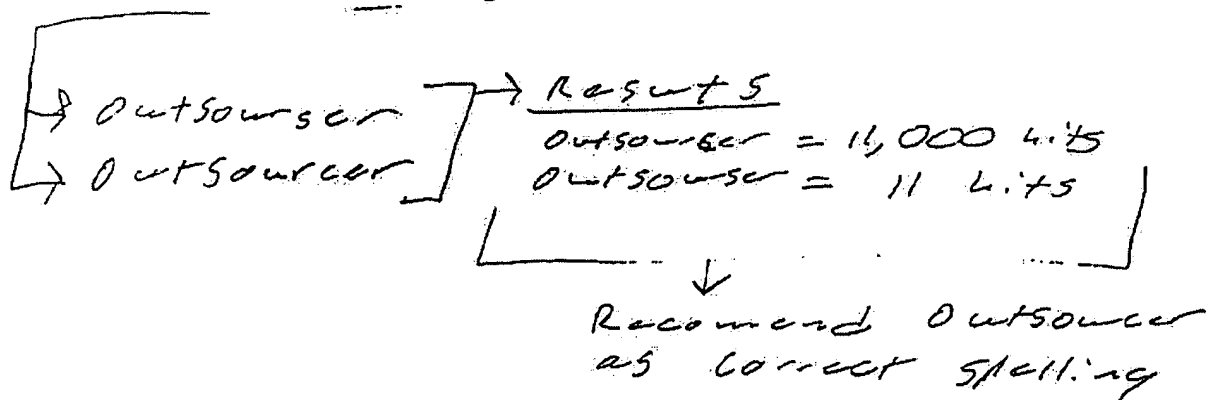 Outsourser
Outsourcer
Results
Outsourcer = 11,000 hits
Outsourser = 11 hits
Recomend Outsourcer
as correct spelling